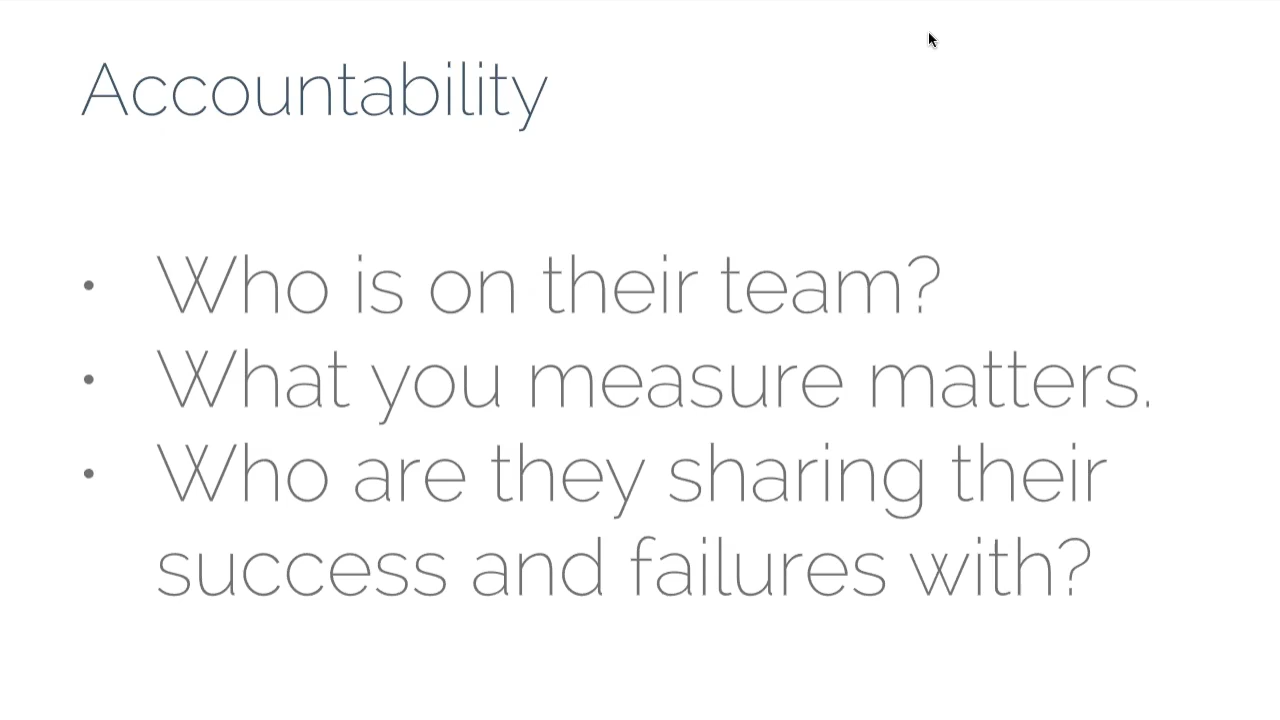 Accountability
• Who is on their team?
• What you measure matters.
• Who are they sharing their
success and failures with?